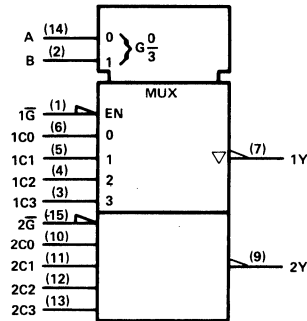 A (14) 0 } G 0/3
B (2) 1
MUX
1G̅ (1) EN
1C0 (6) 0
1C1 (5) 1 ▽ (7) 1Y
1C2 (4) 2
1C3 (3) 3
2G̅ (15)
2C0 (10)
2C1 (11) (9) 2Y
2C2 (12)
2C3 (13)